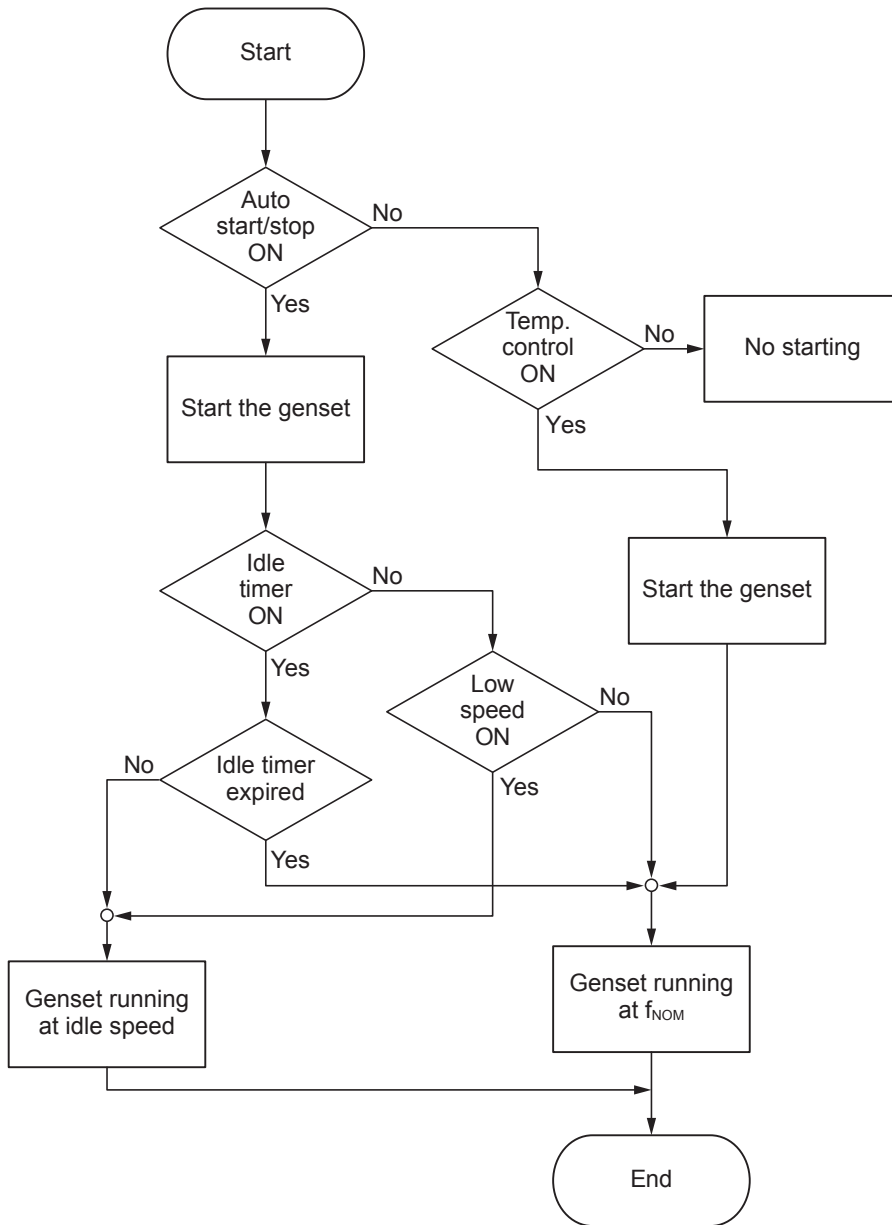 Start
Auto
start/stop
ON
No
Yes
Temp.
control
ON
No
No starting
Yes
Start the genset
Start the genset
Idle
timer
ON
No
Yes
Low
speed
ON
No
Yes
Idle timer
expired
No
Yes
Genset running
at idle speed
Genset running
at fNOM
End